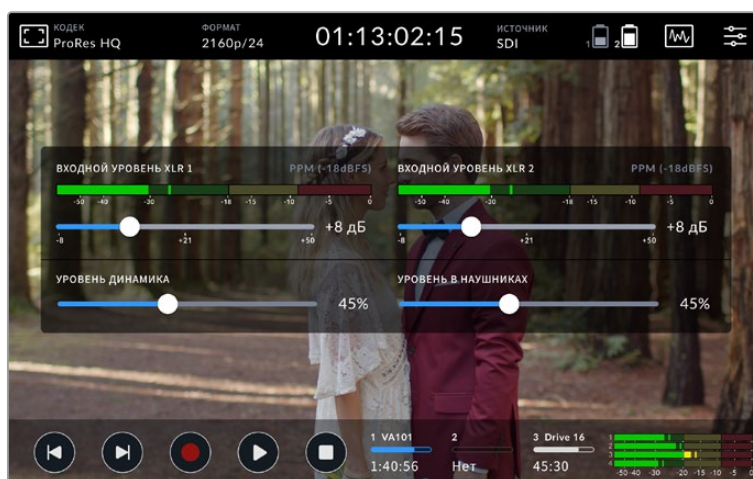 КОДЕК
ProRes HQ
ФОРМАТ
2160p/24
01:13:02:15
ИСТОЧНИК
SDI
1
2
ВХОДНОЙ УРОВЕНЬ XLR 1
PPM (-18dBFS)
-50 -40 -30 -18 -15 -10 -5 0
+8 дБ
-8 +21 +50
ВХОДНОЙ УРОВЕНЬ XLR 2
PPM (-18dBFS)
-50 -40 -30 -18 -15 -10 -5 0
+8 дБ
-8 +21 +50
УРОВЕНЬ ДИНАМИКА
45%
УРОВЕНЬ В НАУШНИКАХ
45%
1 VA101
1:40:56
2
Нет
3 Drive 16
45:30
1
2
3
4
-50 -40 -30 -20 -15 -10 -5 0